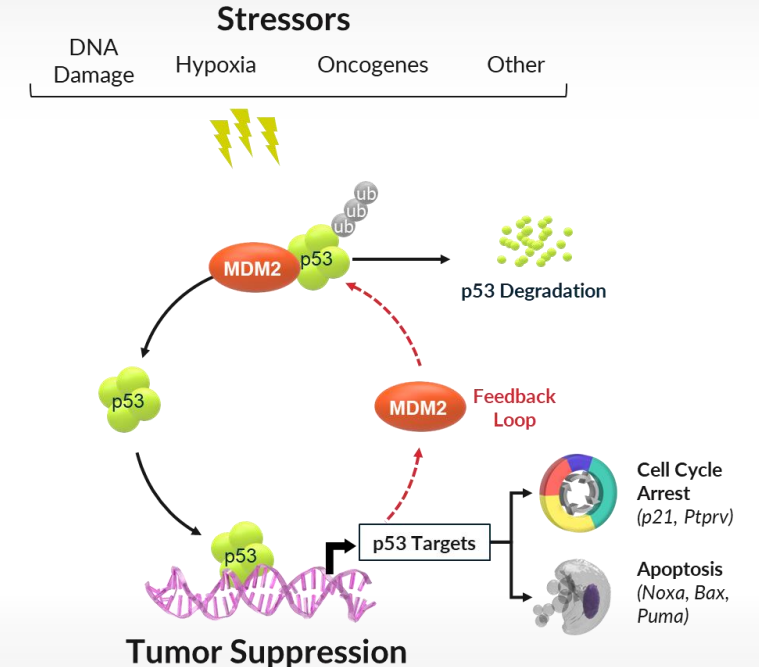 Stressors
DNA
Damage
Hypoxia
Oncogenes
Other
ub
ub
ub
MDM2
p53
p53 Degradation
p53
MDM2
Feedback
Loop
p53
p53 Targets
Cell Cycle
Arrest
(p21, Ptprv)
Apoptosis
(Noxa, Bax,
Puma)
Tumor Suppression